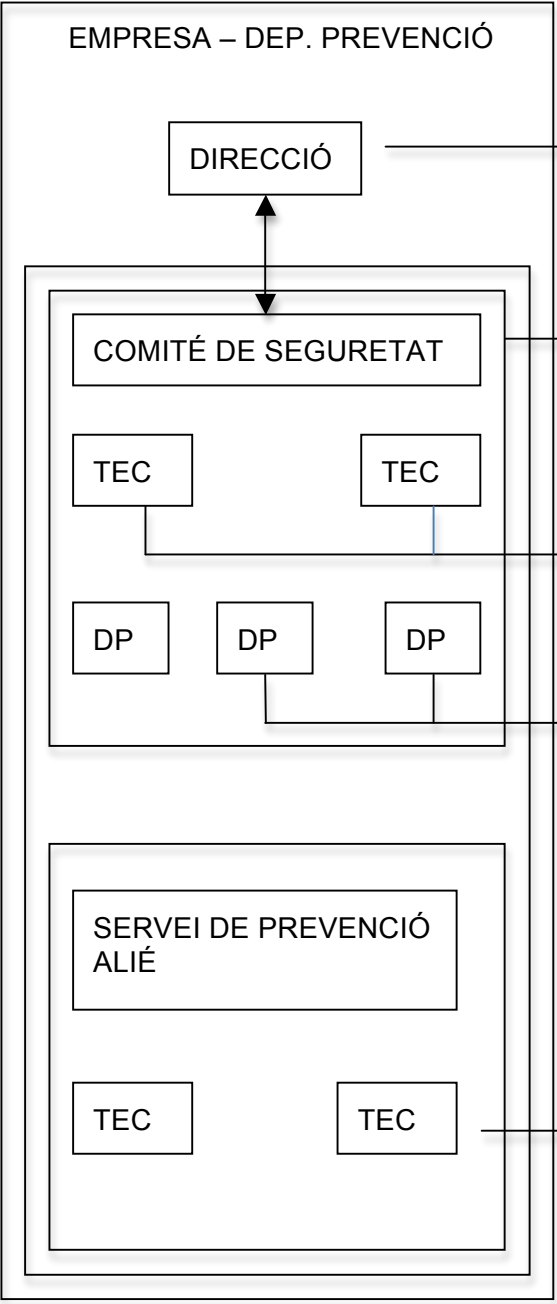 EMPRESA – DEP. PREVENCIÓ
DIRECCIÓ
COMITÉ DE SEGURETAT
TEC
TEC
DP
DP
DP
SERVEI DE PREVENCIÓ
ALIÉ
TEC
TEC